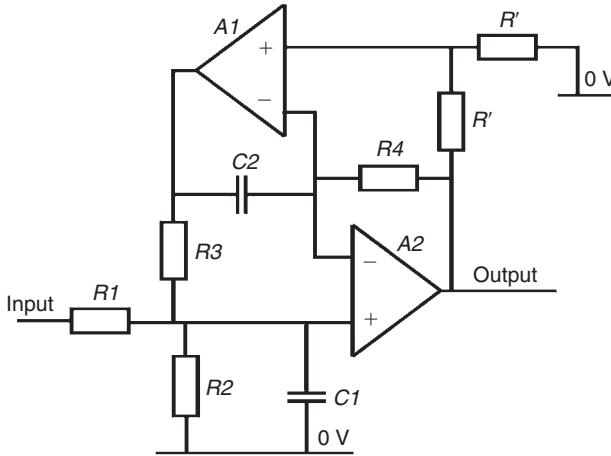 A1
+
−
R'
0 V
R'
C2
R4
R3
A2
−
+
Output
Input
R1
R2
C1
0 V